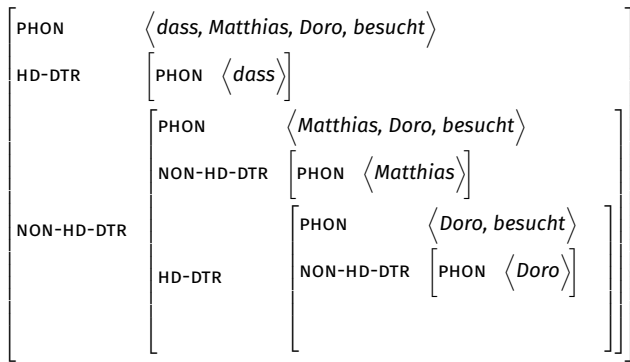 PHON ⟨dass, Matthias, Doro, besucht⟩
HD-DTR [PHON ⟨dass⟩]
PHON ⟨Matthias, Doro, besucht⟩
NON-HD-DTR [PHON ⟨Matthias⟩]
NON-HD-DTR
PHON ⟨Doro, besucht⟩
HD-DTR
NON-HD-DTR [PHON ⟨Doro⟩]